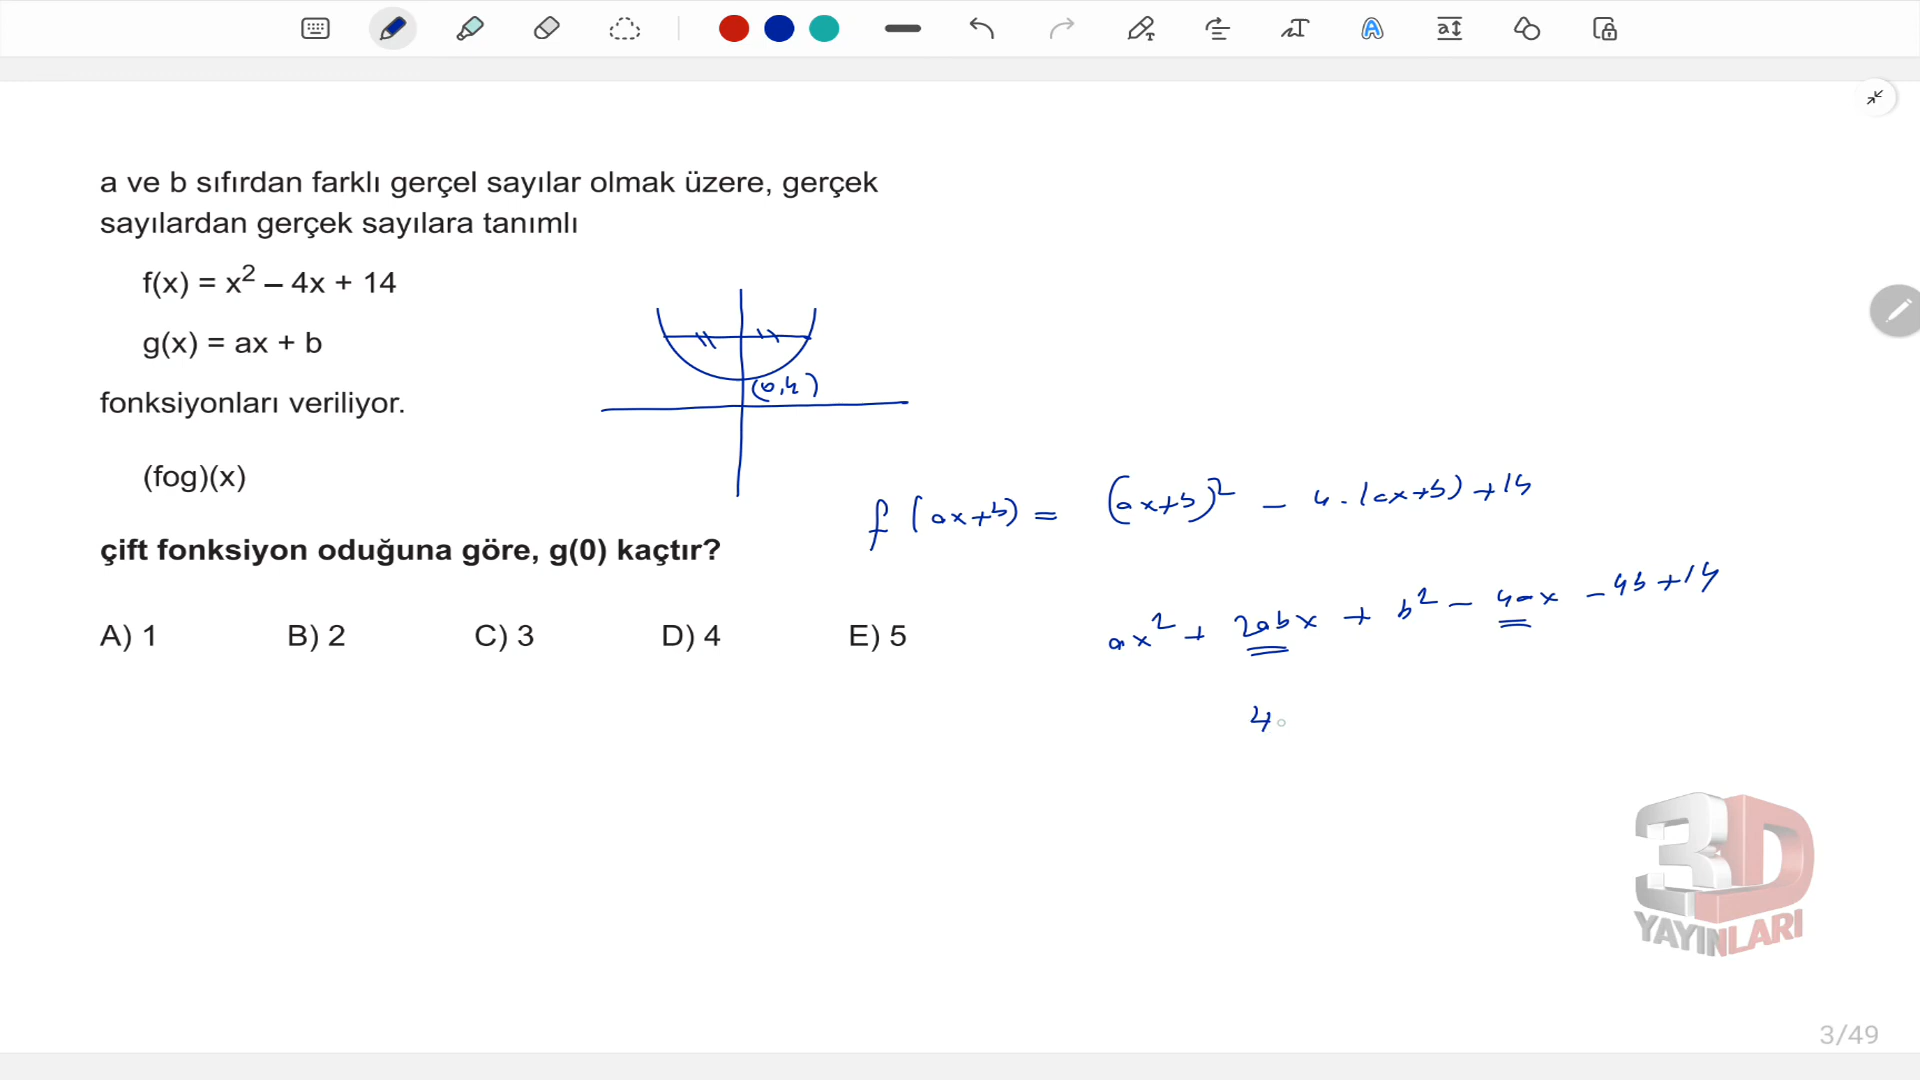 a ve b sıfırdan farklı gerçel sayılar olmak üzere, gerçek
sayılardan gerçek sayılara tanımlı
f(x) = x² – 4x + 14
g(x) = ax + b
fonksiyonları veriliyor.
(0,k)
(fog)(x)
f(ax+b) = (ax+b)² - 4.(ax+b) + 14
çift fonksiyon oduğuna göre, g(0) kaçtır?
ax² + 2abx + b² - 4ax - 4b + 14
A) 1 B) 2 C) 3 D) 4 E) 5
4
3D
YAYINLARI
3/49